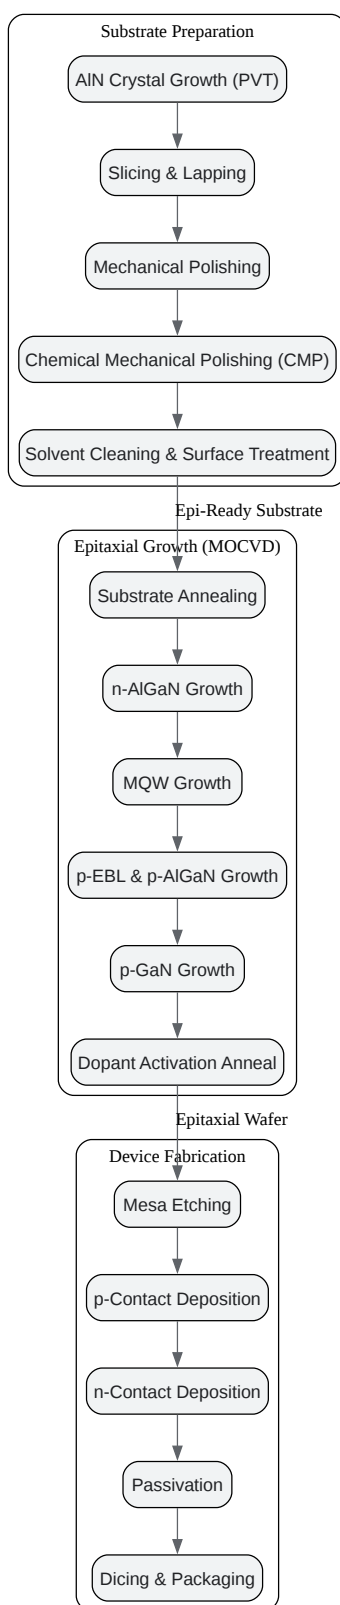 Substrate Preparation
AlN Crystal Growth (PVT)
Slicing & Lapping
Mechanical Polishing
Chemical Mechanical Polishing (CMP)
Solvent Cleaning & Surface Treatment
Epi-Ready Substrate
Epitaxial Growth (MOCVD)
Substrate Annealing
n-AlGaN Growth
MQW Growth
p-EBL & p-AlGaN Growth
p-GaN Growth
Dopant Activation Anneal
Epitaxial Wafer
Device Fabrication
Mesa Etching
p-Contact Deposition
n-Contact Deposition
Passivation
Dicing & Packaging